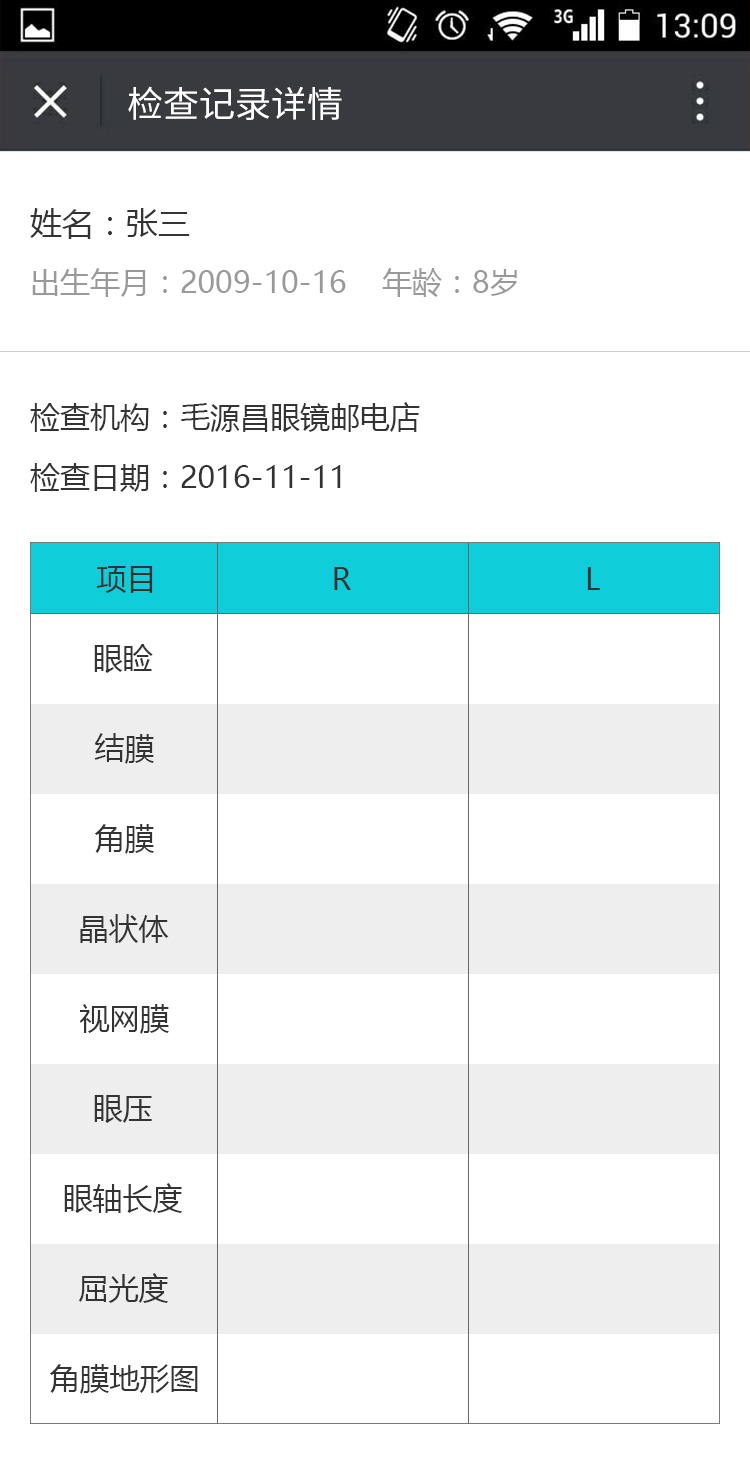 3G 13:09
检查记录详情
姓名：张三
出生年月：2009-10-16 年龄：8岁
检查机构：毛源昌眼镜邮电店
检查日期：2016-11-11
项目 R L
眼睑
结膜
角膜
晶状体
视网膜
眼压
眼轴长度
屈光度
角膜地形图